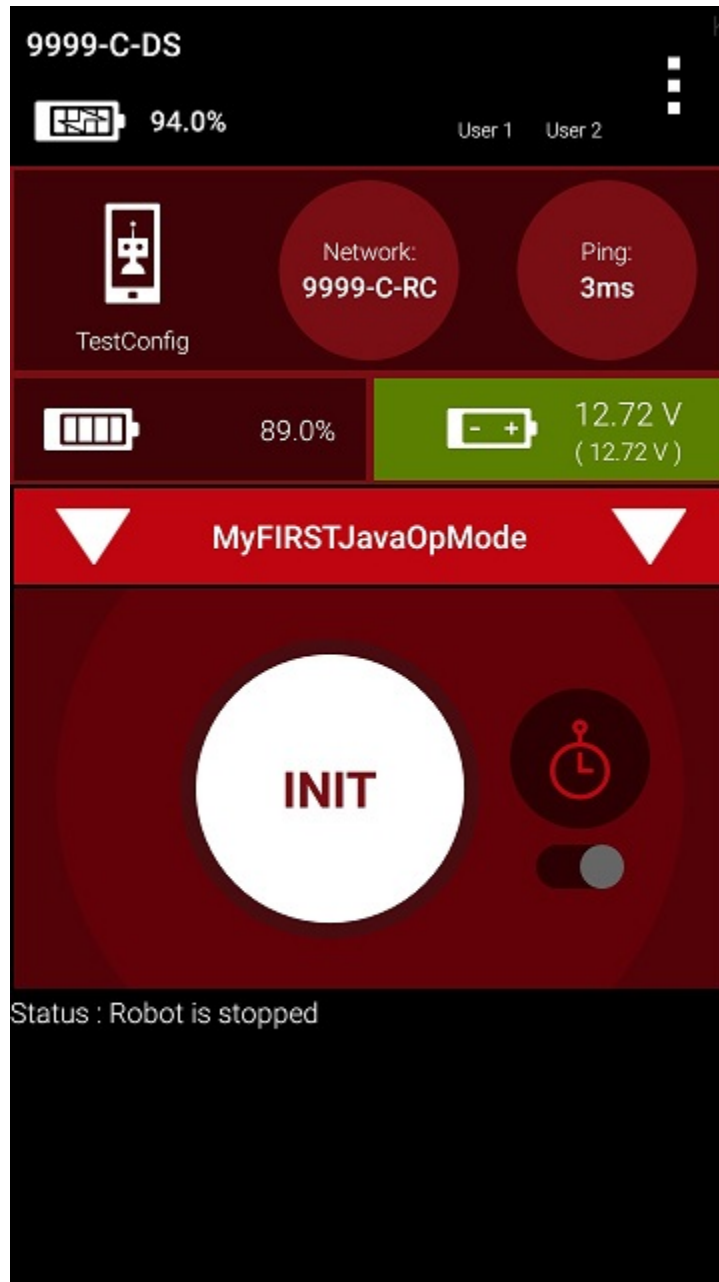 9999-C-DS
94.0%
User 1 User 2
Network:
9999-C-RC
Ping:
3ms
TestConfig
89.0%
12.72 V
( 12.72 V )
MyFIRSTJavaOpMode
INIT
Status : Robot is stopped